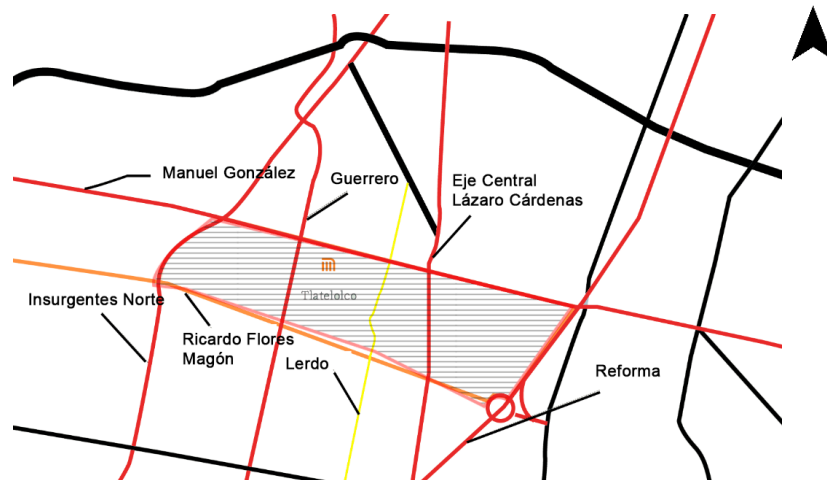 Manuel González
Guerrero
Eje Central
Lázaro Cárdenas
Tlatelolco
Insurgentes Norte
Ricardo Flores
Magón
Lerdo
Reforma